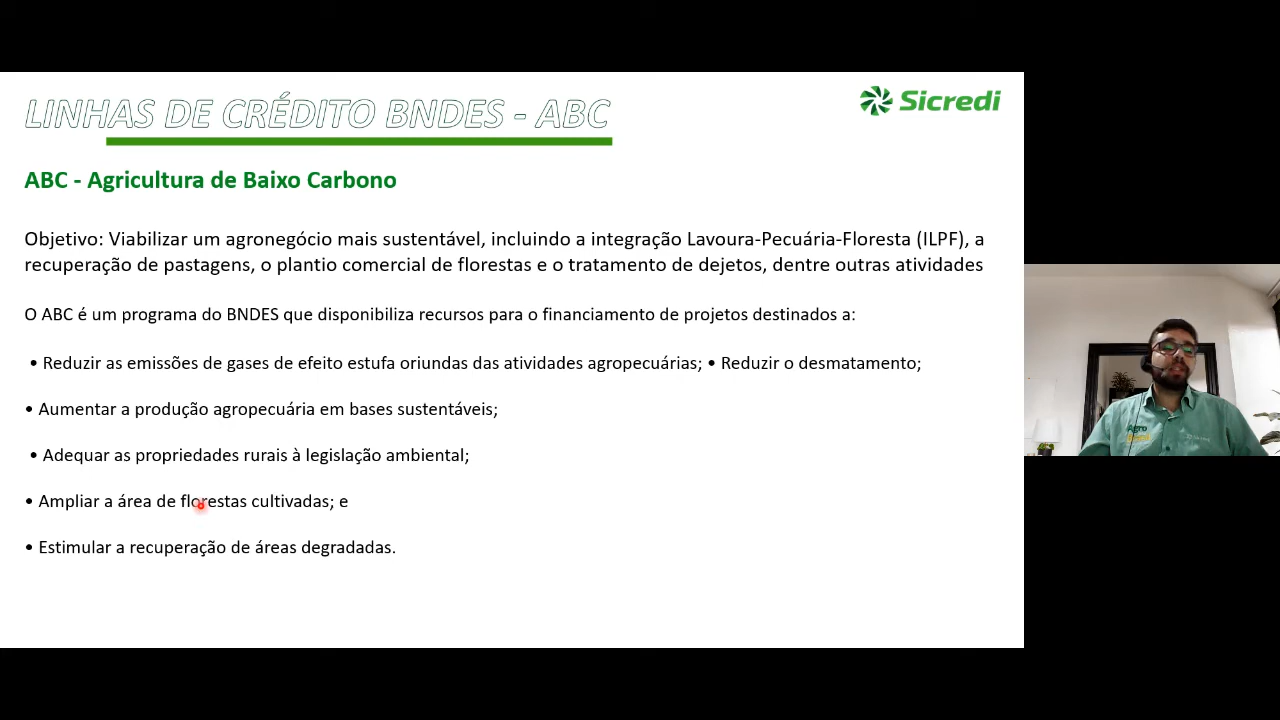 LINHAS DE CRÉDITO BNDES - ABC
Sicredi
ABC - Agricultura de Baixo Carbono
Objetivo: Viabilizar um agronegócio mais sustentável, incluindo a integração Lavoura-Pecuária-Floresta (ILPF), a
recuperação de pastagens, o plantio comercial de florestas e o tratamento de dejetos, dentre outras atividades
O ABC é um programa do BNDES que disponibiliza recursos para o financiamento de projetos destinados a:
• Reduzir as emissões de gases de efeito estufa oriundas das atividades agropecuárias; • Reduzir o desmatamento;
• Aumentar a produção agropecuária em bases sustentáveis;
• Adequar as propriedades rurais à legislação ambiental;
• Ampliar a área de florestas cultivadas; e
• Estimular a recuperação de áreas degradadas.
Agro